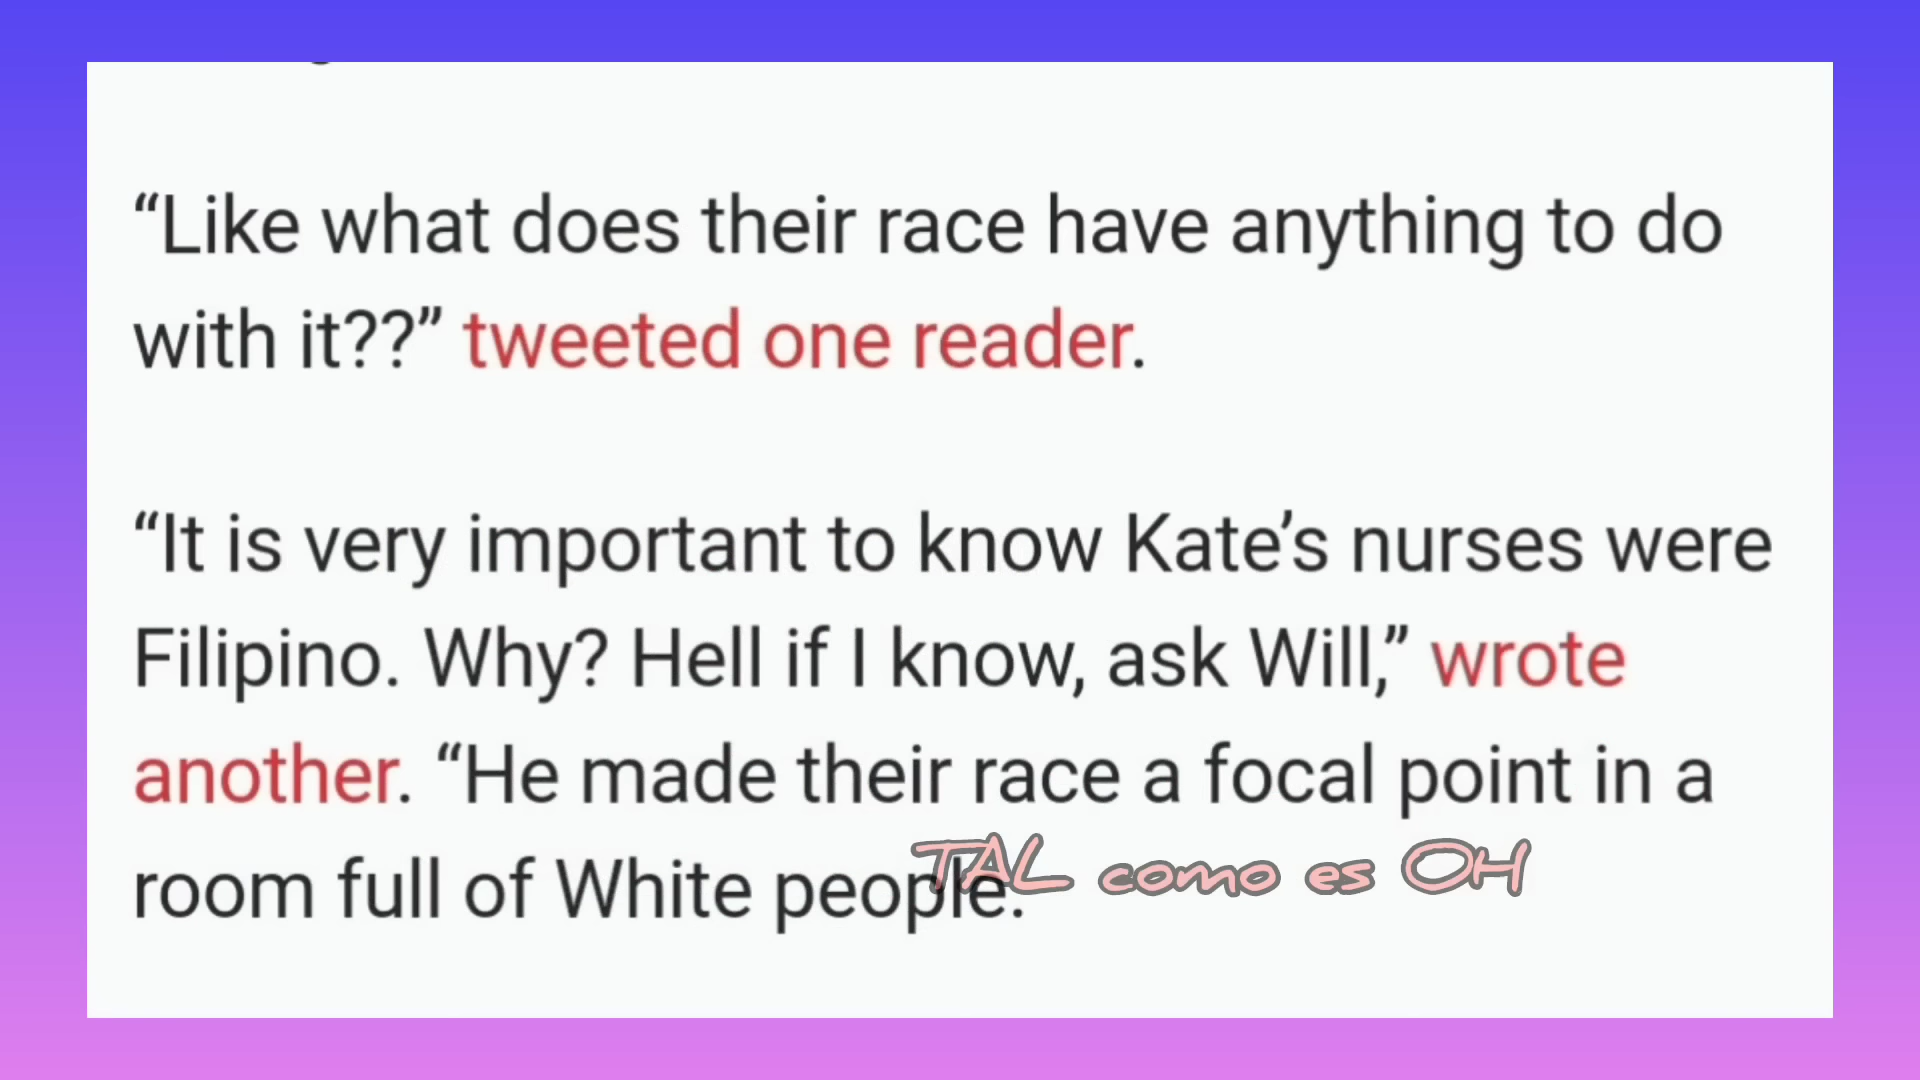 “Like what does their race have anything to do
with it??” tweeted one reader.
“It is very important to know Kate’s nurses were
Filipino. Why? Hell if I know, ask Will,” wrote
another. “He made their race a focal point in a
room full of White people.
TAL como es OH